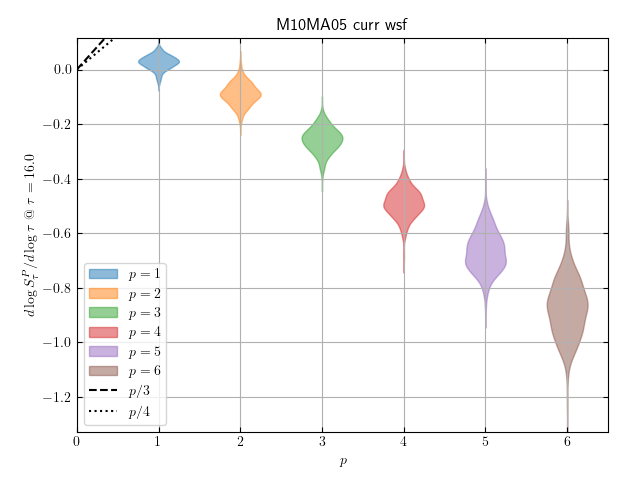 M10MA05 curr wsf
d log S_τ^P / d log τ @ τ = 16.0
0.0
−0.2
−0.4
−0.6
−0.8
−1.0
−1.2
p = 1
p = 2
p = 3
p = 4
p = 5
p = 6
p/3
p/4
0 1 2 3 4 5 6
p